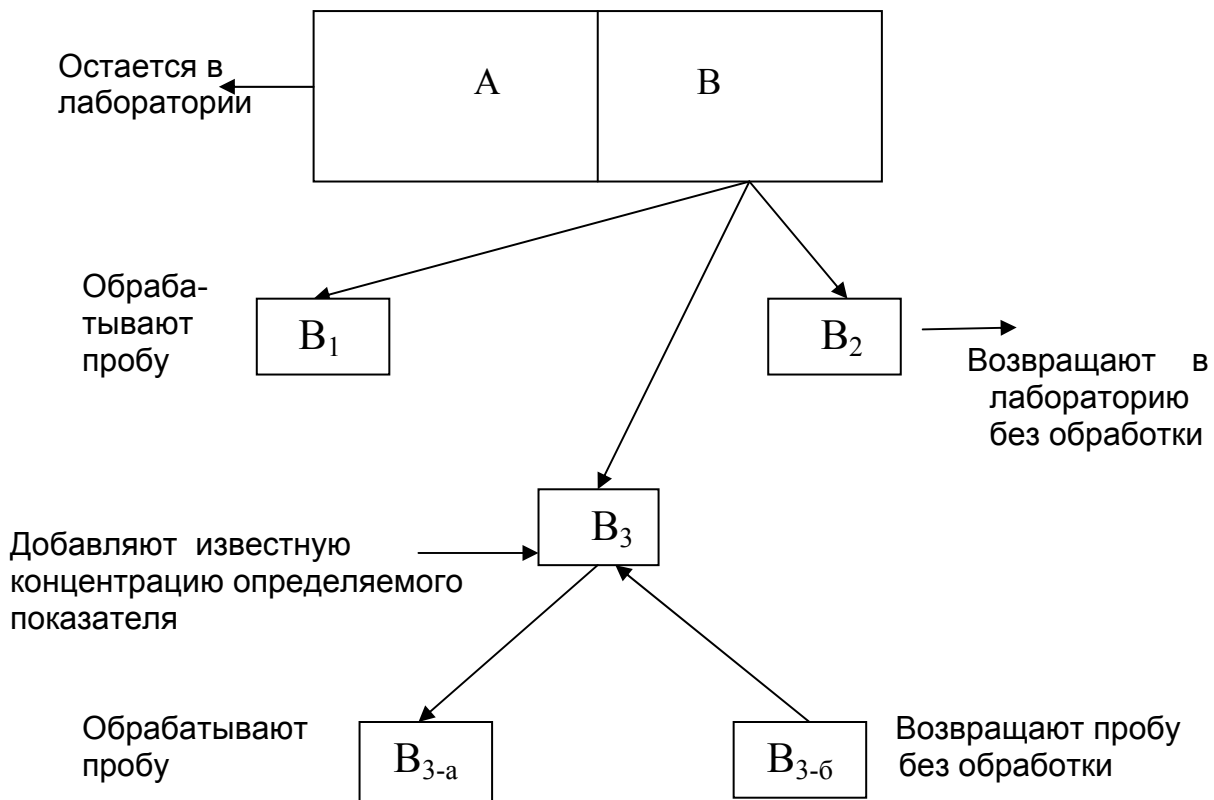 Остается в
лаборатории
A
B
Обраба-
тывают
пробу
B1
B2
Возвращают в
лабораторию
без обработки
B3
Добавляют известную
концентрацию определяемого
показателя
Обрабатывают
пробу
B3-а
B3-б
Возвращают пробу
без обработки